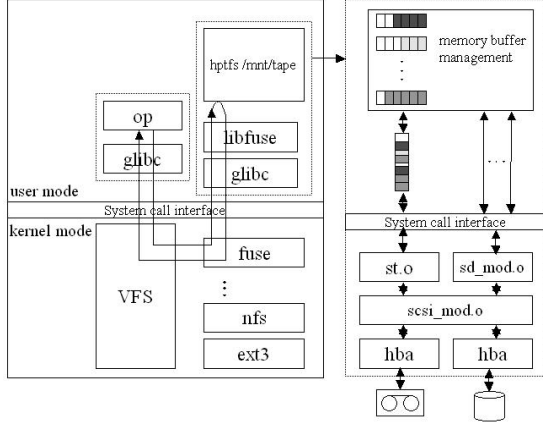 hptfs /mnt/tape
op
glibc
libfuse
glibc
user mode
System call interface
kernel mode
VFS
fuse
nfs
ext3
memory buffer
management
System call interface
st.o
sd_mod.o
scsi_mod.o
hba
hba